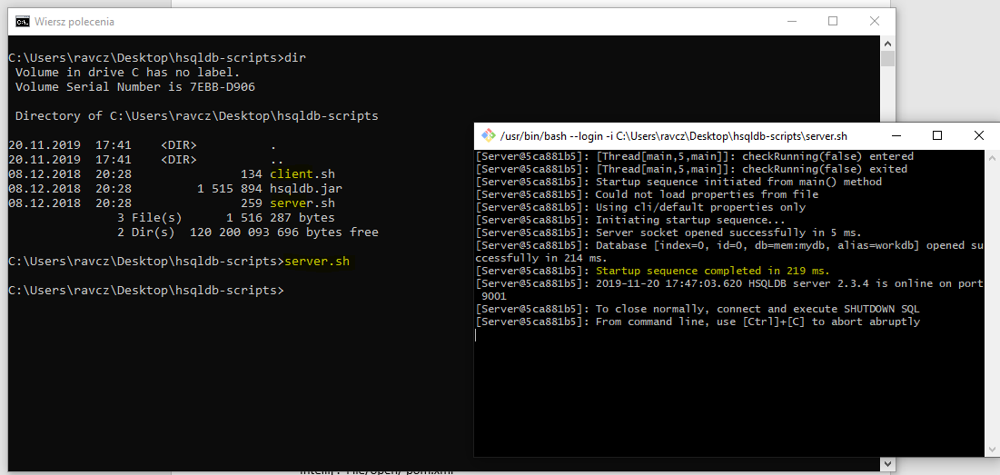 Wiersz polecenia
C:\Users\ravcz\Desktop\hsqldb-scripts>dir
Volume in drive C has no label.
Volume Serial Number is 7EBB-D906
Directory of C:\Users\ravcz\Desktop\hsqldb-scripts
20.11.2019  17:41    <DIR>          .
20.11.2019  17:41    <DIR>          ..
08.12.2018  20:28               134 client.sh
08.12.2018  20:28         1 515 894 hsqldb.jar
08.12.2018  20:28               259 server.sh
3 File(s)      1 516 287 bytes
2 Dir(s)  120 200 093 696 bytes free
C:\Users\ravcz\Desktop\hsqldb-scripts>server.sh
C:\Users\ravcz\Desktop\hsqldb-scripts>
/usr/bin/bash --login -i C:\Users\ravcz\Desktop\hsqldb-scripts\server.sh
[Server@5ca881b5]: [Thread[main,5,main]]: checkRunning(false) entered
[Server@5ca881b5]: [Thread[main,5,main]]: checkRunning(false) exited
[Server@5ca881b5]: Startup sequence initiated from main() method
[Server@5ca881b5]: Could not load properties from file
[Server@5ca881b5]: Using cli/default properties only
[Server@5ca881b5]: Initiating startup sequence...
[Server@5ca881b5]: Server socket opened successfully in 5 ms.
[Server@5ca881b5]: Database [index=0, id=0, db=mem:mydb, alias=workdb] opened su
ccessfully in 214 ms.
[Server@5ca881b5]: Startup sequence completed in 219 ms.
[Server@5ca881b5]: 2019-11-20 17:47:03.620 HSQLDB server 2.3.4 is online on port
9001
[Server@5ca881b5]: To close normally, connect and execute SHUTDOWN SQL
[Server@5ca881b5]: From command line, use [Ctrl]+[C] to abort abruptly